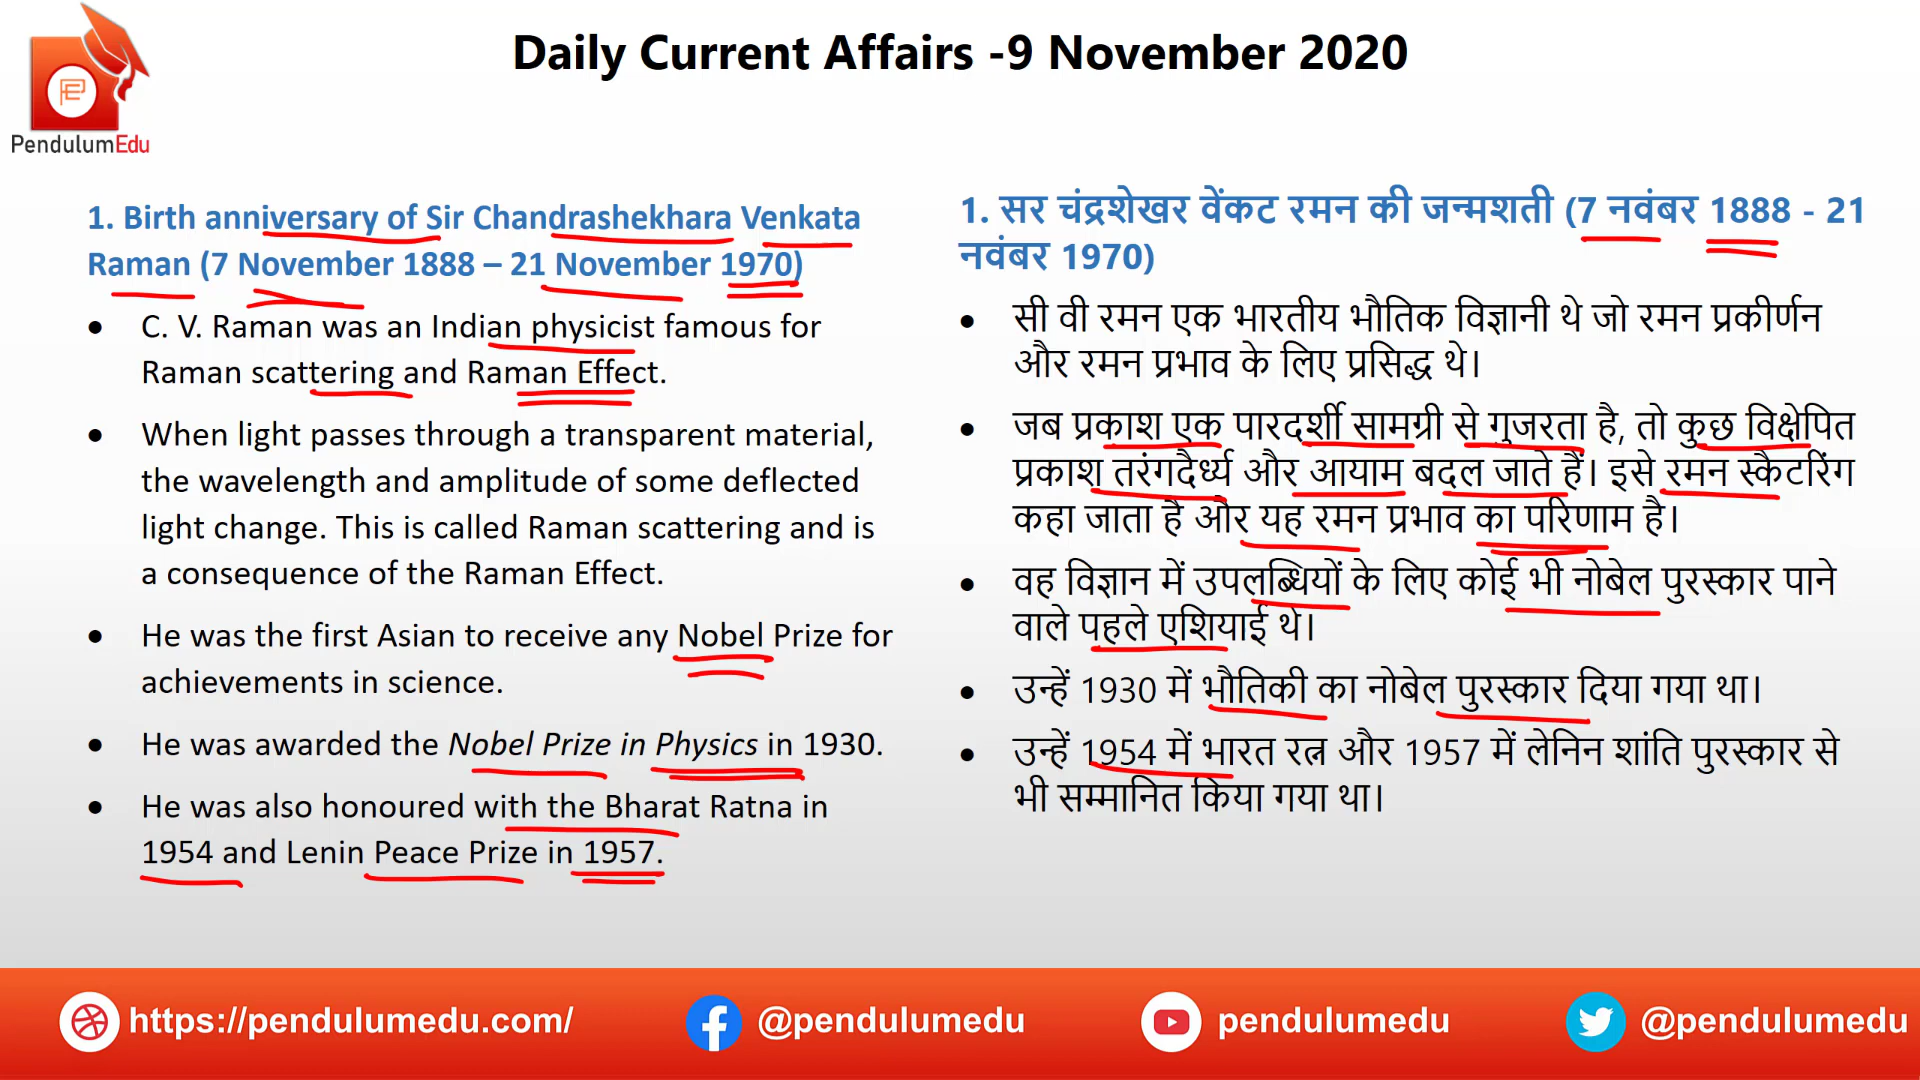 Daily Current Affairs -9 November 2020
PendulumEdu
1. Birth anniversary of Sir Chandrashekhara Venkata
Raman (7 November 1888 – 21 November 1970)
• C. V. Raman was an Indian physicist famous for
Raman scattering and Raman Effect.
• When light passes through a transparent material,
the wavelength and amplitude of some deflected
light change. This is called Raman scattering and is
a consequence of the Raman Effect.
• He was the first Asian to receive any Nobel Prize for
achievements in science.
• He was awarded the Nobel Prize in Physics in 1930.
• He was also honoured with the Bharat Ratna in
1954 and Lenin Peace Prize in 1957.
1. सर चंद्रशेखर वेंकट रमन की जन्मशती (7 नवंबर 1888 - 21
नवंबर 1970)
• सी वी रमन एक भारतीय भौतिक विज्ञानी थे जो रमन प्रकीर्णन
और रमन प्रभाव के लिए प्रसिद्ध थे।
• जब प्रकाश एक पारदर्शी सामग्री से गुजरता है, तो कुछ विक्षेपित
प्रकाश तरंगदैर्ध्य और आयाम बदल जाते हैं। इसे रमन स्कैटरिंग
कहा जाता है और यह रमन प्रभाव का परिणाम है।
• वह विज्ञान में उपलब्धियों के लिए कोई भी नोबेल पुरस्कार पाने
वाले पहले एशियाई थे।
• उन्हें 1930 में भौतिकी का नोबेल पुरस्कार दिया गया था।
• उन्हें 1954 में भारत रत्न और 1957 में लेनिन शांति पुरस्कार से
भी सम्मानित किया गया था।
https://pendulumedu.com/
@pendulumedu
pendulumedu
@pendulumedu